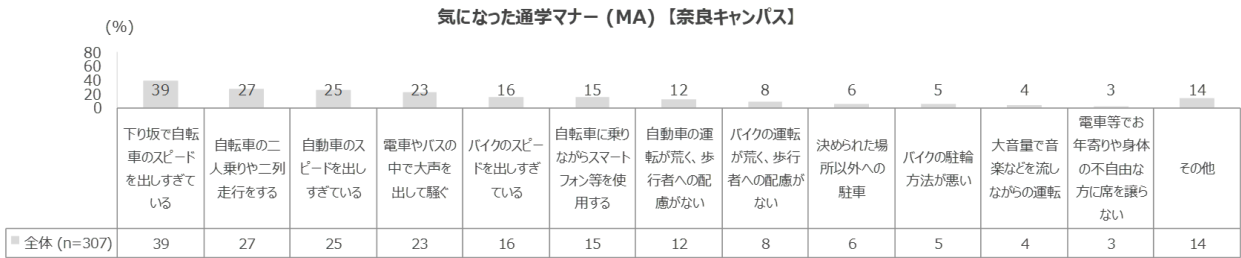 気になった通学マナー (MA) 【奈良キャンパス】
(%)
80
60
40
20
0
39 27 25 23 16 15 12 8 6 5 4 3 14
下り坂で自転
車のスピード
を出しすぎて
いる
自転車の二
人乗りや二列
走行をする
自動車のス
ピードを出し
すぎている
電車やバスの
中で大声を
出して騒ぐ
バイクのスピー
ドを出しすぎ
ている
自転車に乗り
ながらスマート
フォン等を使
用する
自動車の運
転が荒く、歩
行者への配
慮がない
バイクの運転
が荒く、歩行
者への配慮が
ない
決められた場
所以外への
駐車
バイクの駐輪
方法が悪い
大音量で音
楽などを流し
ながらの運転
電車等でお
年寄りや身体
の不自由な
方に席を譲ら
ない
その他
全体 (n=307) 39 27 25 23 16 15 12 8 6 5 4 3 14